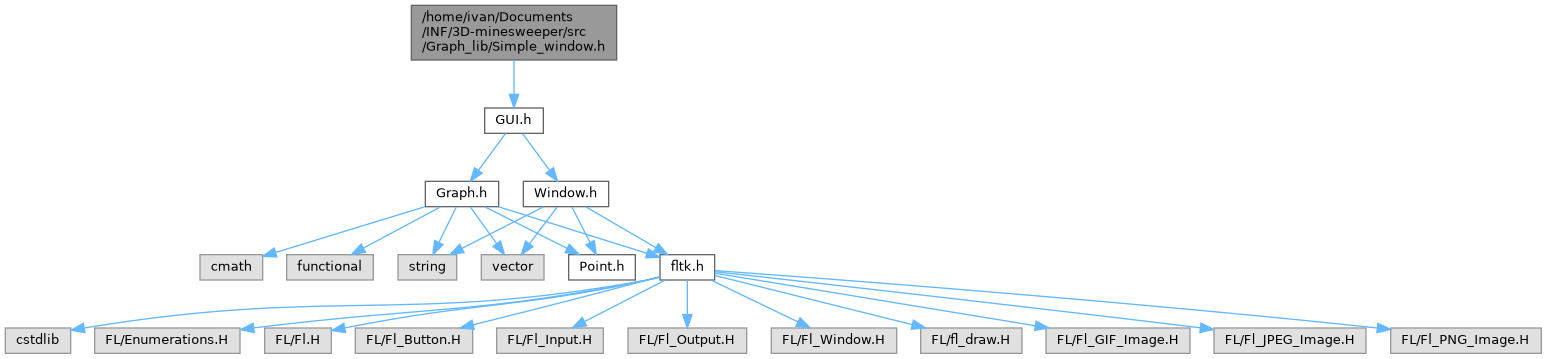 /home/ivan/Documents
/INF/3D-minesweeper/src
/Graph_lib/Simple_window.h
GUI.h
Graph.h
Window.h
cmath
functional
string
vector
Point.h
fltk.h
cstdlib
FL/Enumerations.H
FL/Fl.H
FL/Fl_Button.H
FL/Fl_Input.H
FL/Fl_Output.H
FL/Fl_Window.H
FL/fl_draw.H
FL/Fl_GIF_Image.H
FL/Fl_JPEG_Image.H
FL/Fl_PNG_Image.H